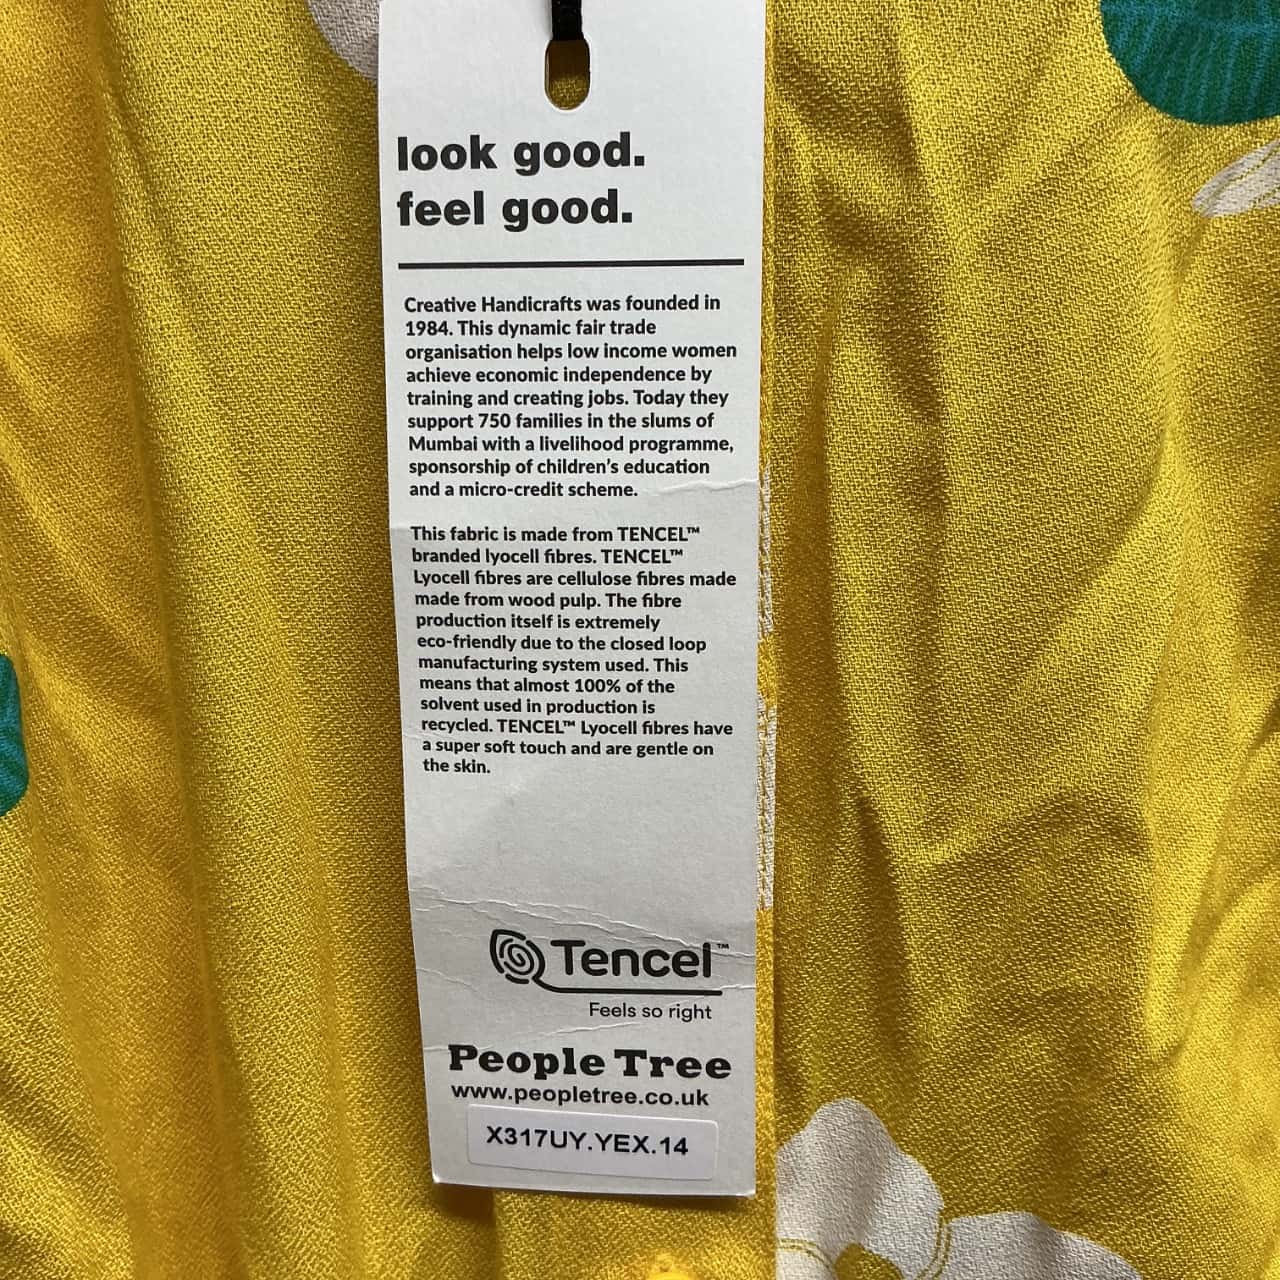 look good.
feel good.
Creative Handicrafts was founded in
1984. This dynamic fair trade
organisation helps low income women
achieve economic independence by
training and creating jobs. Today they
support 750 families in the slums of
Mumbai with a livelihood programme,
sponsorship of children's education
and a micro-credit scheme.
This fabric is made from TENCEL™
branded lyocell fibres. TENCEL™
Lyocell fibres are cellulose fibres made
made from wood pulp. The fibre
production itself is extremely
eco-friendly due to the closed loop
manufacturing system used. This
means that almost 100% of the
solvent used in production is
recycled. TENCEL™ Lyocell fibres have
a super soft touch and are gentle on
the skin.
Tencel™
Feels so right
People Tree
www.peopletree.co.uk
X317UY.YEX.14